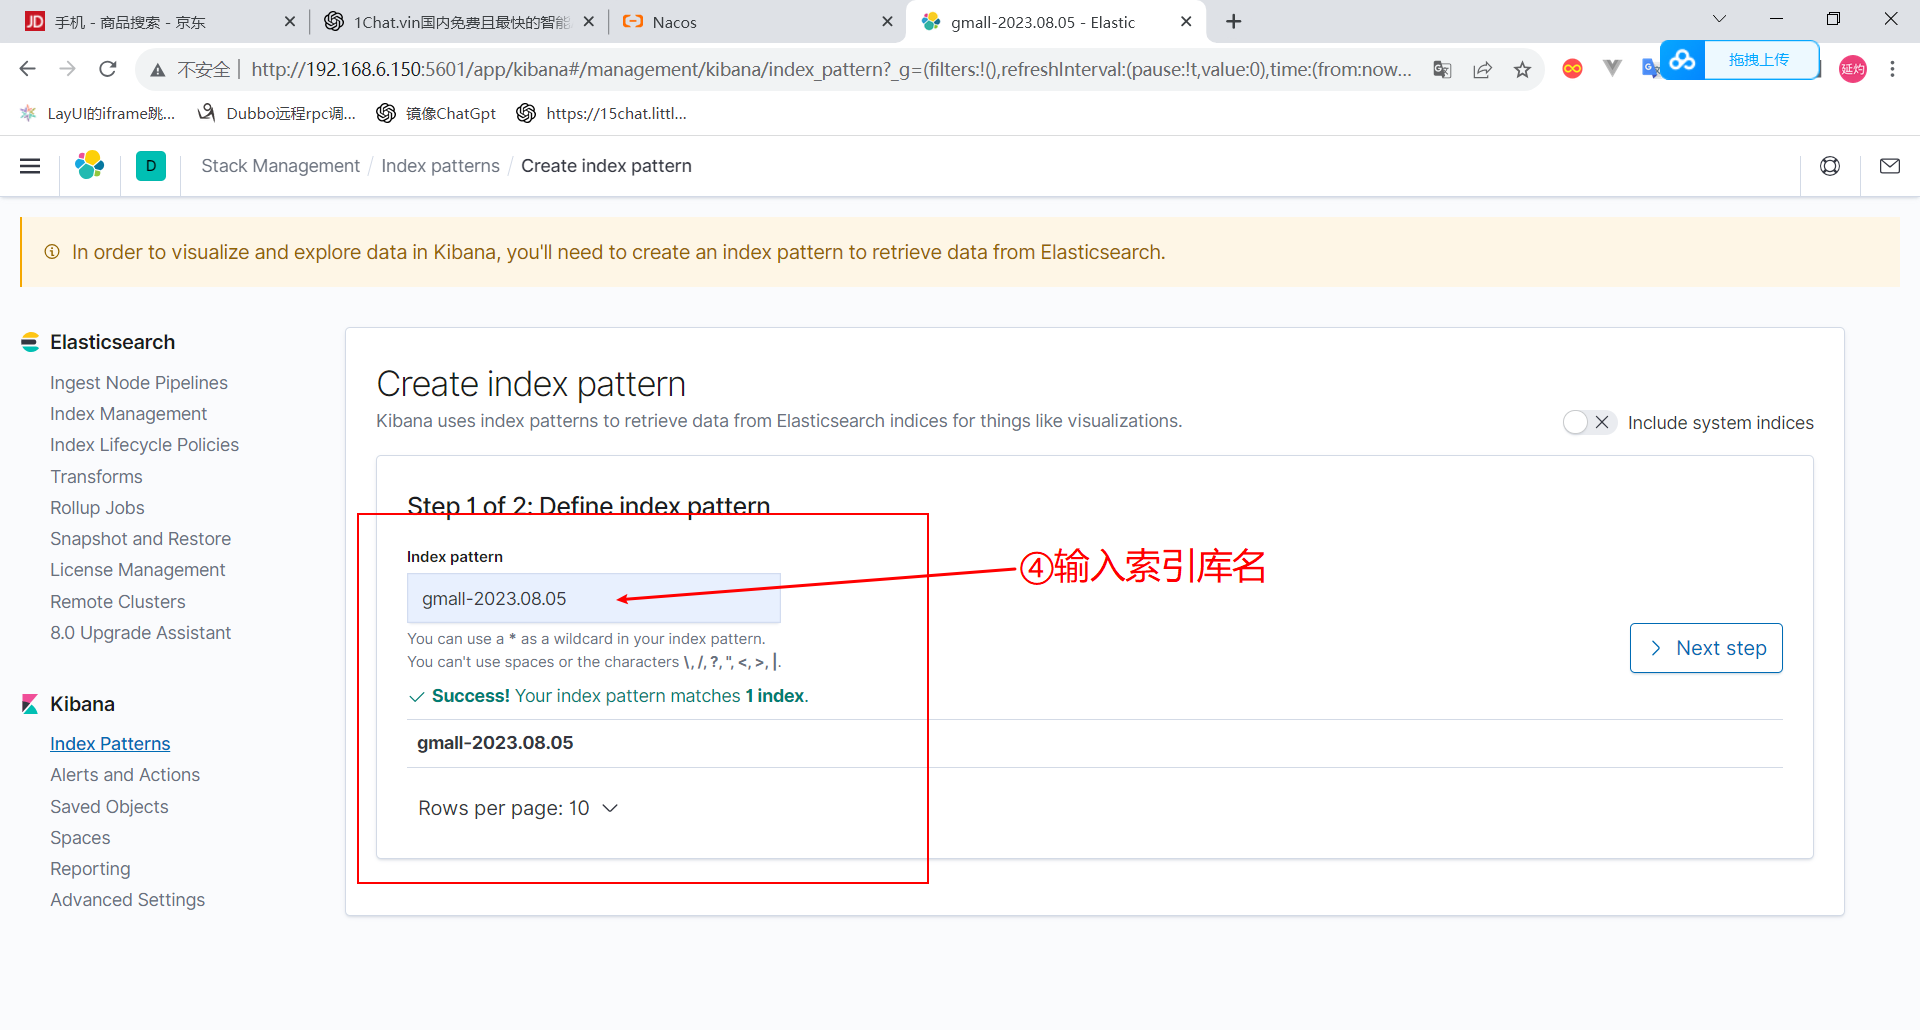 手机 - 商品搜索 - 京东
1Chat.vin国内免费且最快的智能
Nacos
gmall-2023.08.05 - Elastic
不安全
http://192.168.6.150:5601/app/kibana#/management/kibana/index_pattern?_g=(filters:!(),refreshInterval:(pause:!t,value:0),time:(from:now...
拖拽上传
延灼
LayUI的iframe跳...
Dubbo远程rpc调...
镜像ChatGpt
https://15chat.littl...
D
Stack Management / Index patterns / Create index pattern
In order to visualize and explore data in Kibana, you'll need to create an index pattern to retrieve data from Elasticsearch.
Elasticsearch
Ingest Node Pipelines
Index Management
Index Lifecycle Policies
Transforms
Rollup Jobs
Snapshot and Restore
License Management
Remote Clusters
8.0 Upgrade Assistant
Kibana
Index Patterns
Alerts and Actions
Saved Objects
Spaces
Reporting
Advanced Settings
Create index pattern
Kibana uses index patterns to retrieve data from Elasticsearch indices for things like visualizations.
Include system indices
Step 1 of 2: Define index pattern
Index pattern
④输入索引库名
gmall-2023.08.05
You can use a * as a wildcard in your index pattern.
You can't use spaces or the characters \, /, ?, ", <, >, |.
Next step
Success! Your index pattern matches 1 index.
gmall-2023.08.05
Rows per page: 10